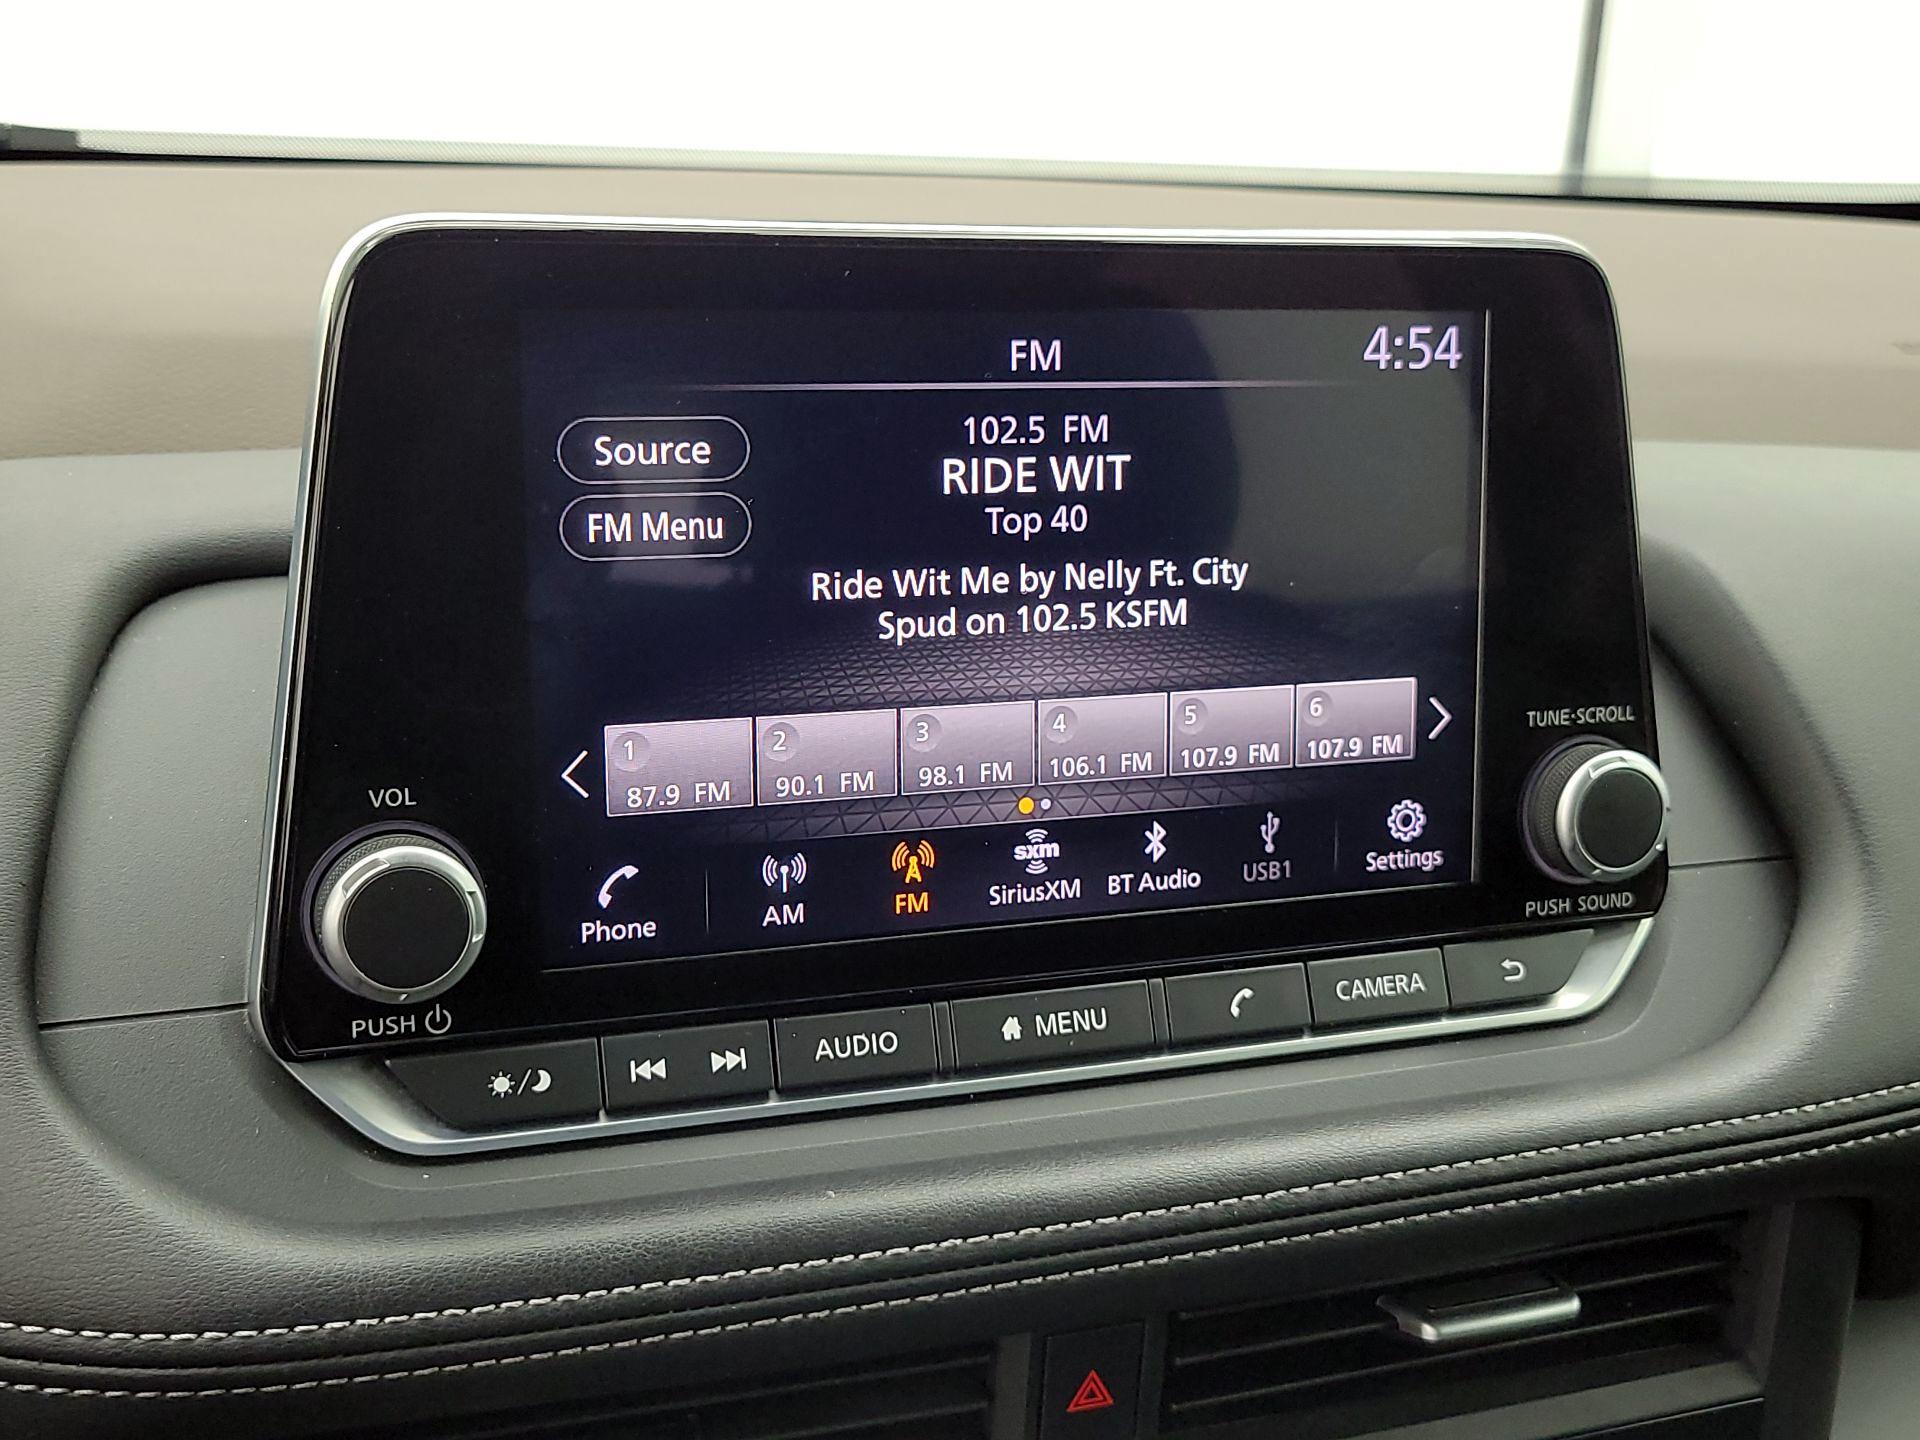 FM
4:54
Source
FM Menu
102.5 FM
RIDE WIT
Top 40
Ride Wit Me by Nelly Ft. City
Spud on 102.5 KSFM
1
87.9 FM
2
90.1 FM
3
98.1 FM
4
106.1 FM
5
107.9 FM
6
107.9 FM
Phone
AM
FM
sxm
SiriusXM
BT Audio
USB1
Settings
VOL
PUSH
TUNE·SCROLL
PUSH SOUND
AUDIO
MENU
CAMERA